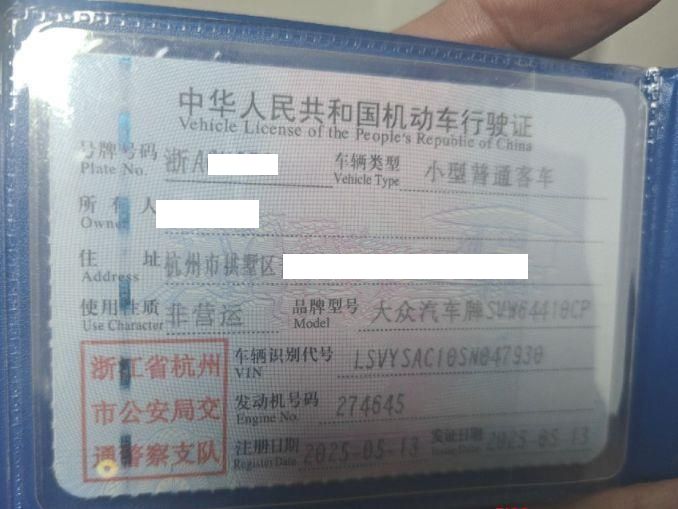 中华人民共和国机动车行驶证
Vehicle License of the People's Republic of China
号牌号码 浙A 车辆类型 小型普通客车
Plate No. Vehicle Type
所有人
Owner
住址 杭州市拱墅区
Address
使用性质 非营运 品牌型号 大众汽车牌SVW64410CP
Use Character Model
浙江省杭州
市公安局交
通警察支队
车辆识别代号 LSVYSAC10SN047930
VIN
发动机号码 274645
Engine No.
注册日期 2025-05-13 发证日期 2025-05-13
Register Date Issue Date